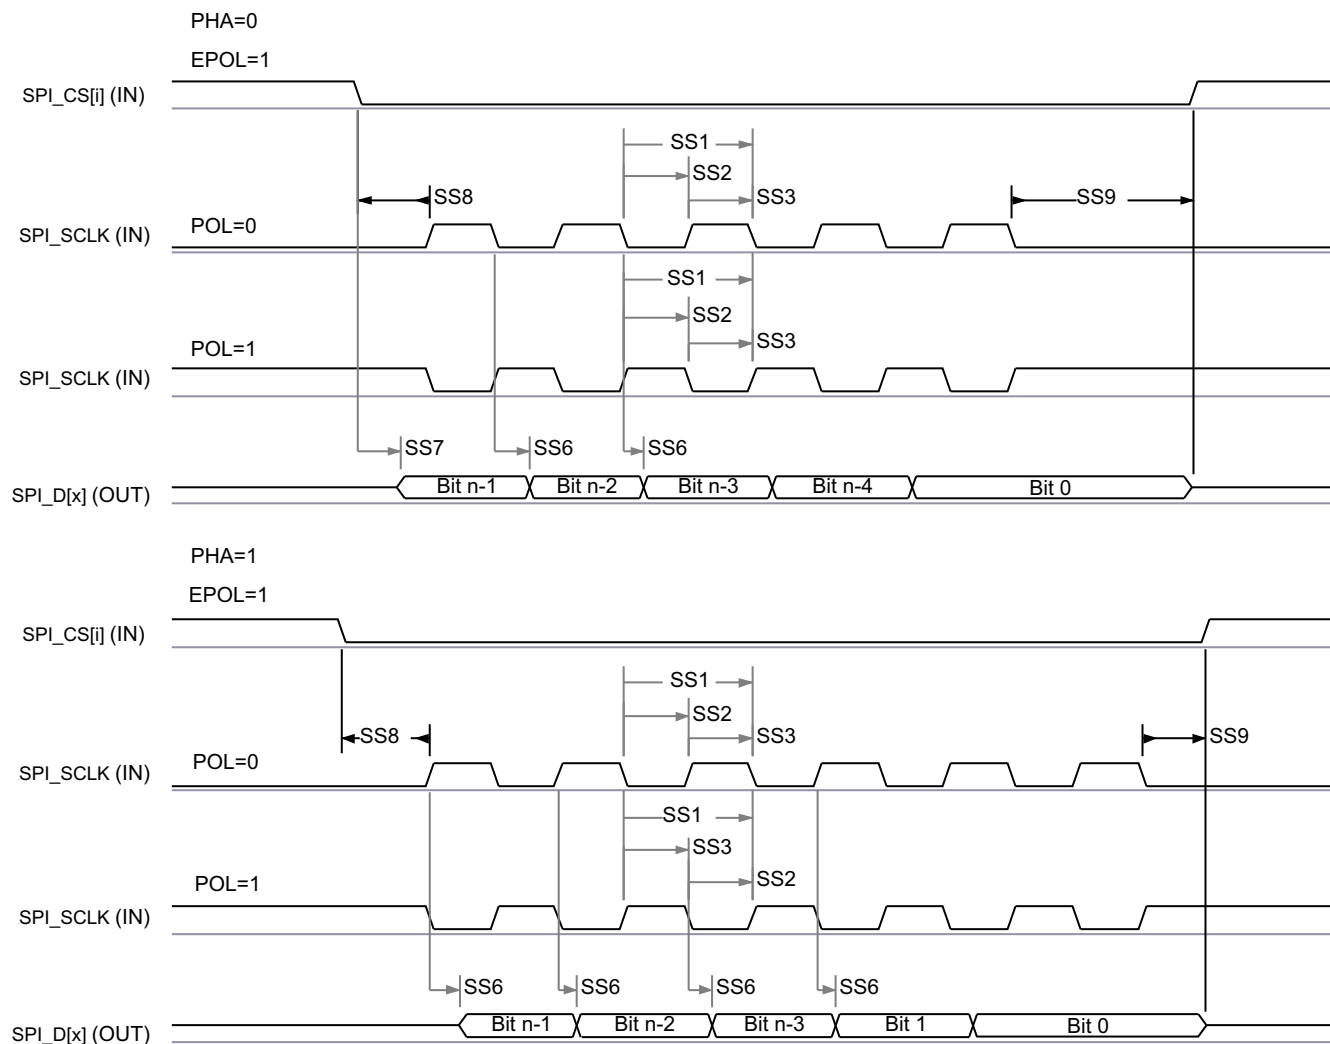 PHA=0
EPOL=1
SPI_CS[i] (IN)
SS1
SS2
SS8
SS3
SS9
POL=0
SPI_SCLK (IN)
SS1
SS2
SS3
POL=1
SPI_SCLK (IN)
SS7
SS6
SS6
SPI_D[x] (OUT)
Bit n-1
Bit n-2
Bit n-3
Bit n-4
Bit 0
PHA=1
EPOL=1
SPI_CS[i] (IN)
SS1
SS2
SS8
SS3
SS9
POL=0
SPI_SCLK (IN)
SS1
SS3
SS2
POL=1
SPI_SCLK (IN)
SS6
SS6
SS6
SS6
SPI_D[x] (OUT)
Bit n-1
Bit n-2
Bit n-3
Bit 1
Bit 0